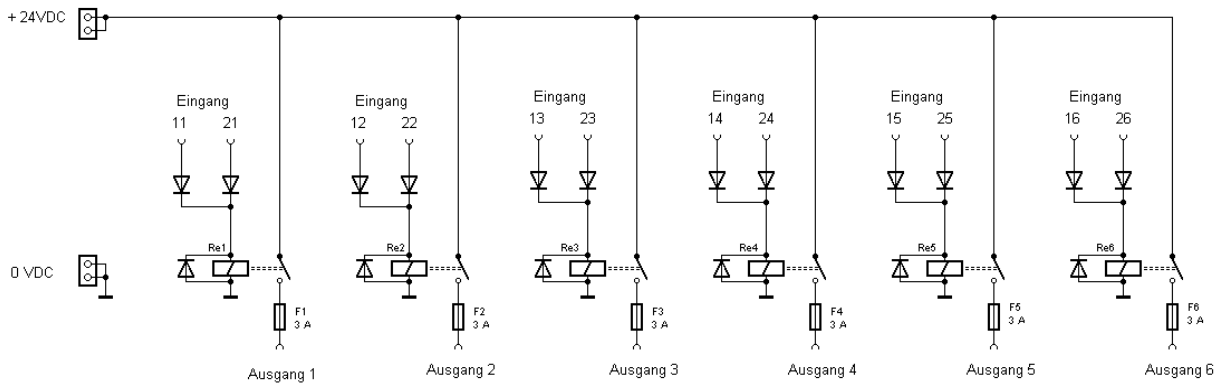 + 24VDC
Eingang
11 21
Eingang
12 22
Eingang
13 23
Eingang
14 24
Eingang
15 25
Eingang
16 26
0 VDC
Re1
Re2
Re3
Re4
Re5
Re6
F1
3 A
F2
3 A
F3
3 A
F4
3 A
F5
3 A
F6
3 A
Ausgang 1
Ausgang 2
Ausgang 3
Ausgang 4
Ausgang 5
Ausgang 6